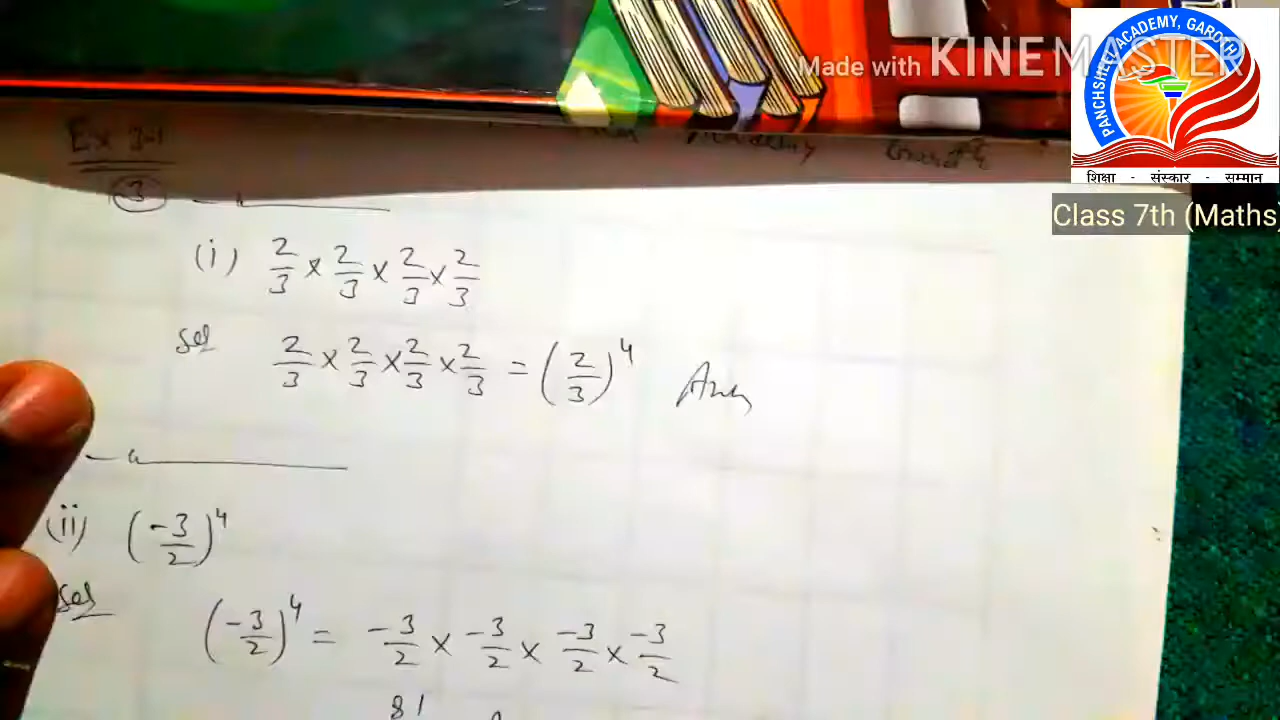 Made with KINEMASTER
PANCHSHEEL ACADEMY, GAROTH
शिक्षा - संस्कार - सम्मान
Class 7th (Maths)
Ex 3.1
3
(i) 2/3 × 2/3 × 2/3 × 2/3
Sol 2/3 × 2/3 × 2/3 × 2/3 = (2/3)^4 Ans
(ii) (-3/2)^4
Sol (-3/2)^4 = -3/2 × -3/2 × -3/2 × -3/2
81